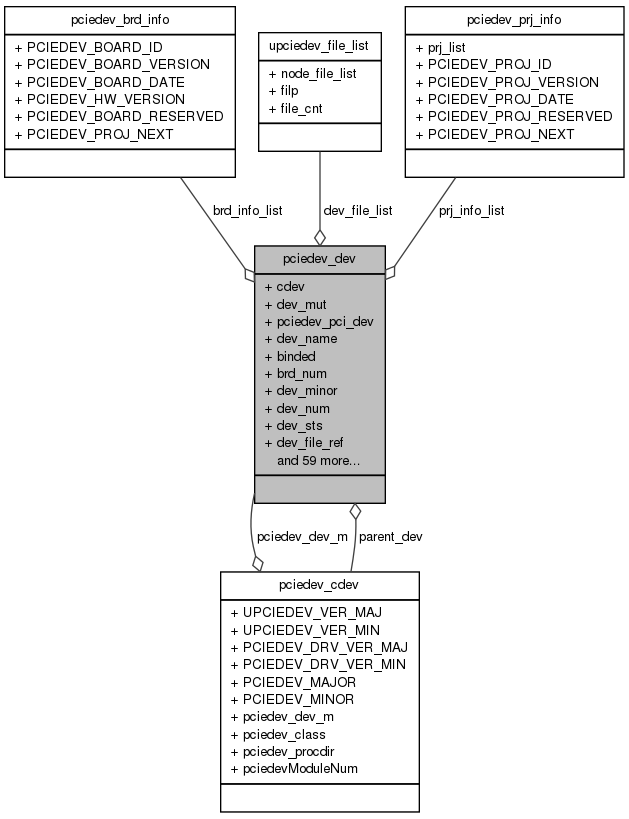 pciedev_brd_info
+ PCIEDEV_BOARD_ID
+ PCIEDEV_BOARD_VERSION
+ PCIEDEV_BOARD_DATE
+ PCIEDEV_HW_VERSION
+ PCIEDEV_BOARD_RESERVED
+ PCIEDEV_PROJ_NEXT
upciedev_file_list
+ node_file_list
+ filp
+ file_cnt
pciedev_prj_info
+ prj_list
+ PCIEDEV_PROJ_ID
+ PCIEDEV_PROJ_VERSION
+ PCIEDEV_PROJ_DATE
+ PCIEDEV_PROJ_RESERVED
+ PCIEDEV_PROJ_NEXT
brd_info_list
dev_file_list
prj_info_list
pciedev_dev
+ cdev
+ dev_mut
+ pciedev_pci_dev
+ dev_name
+ binded
+ brd_num
+ dev_minor
+ dev_num
+ dev_sts
+ dev_file_ref
and 59 more...
pciedev_dev_m
parent_dev
pciedev_cdev
+ UPCIEDEV_VER_MAJ
+ UPCIEDEV_VER_MIN
+ PCIEDEV_DRV_VER_MAJ
+ PCIEDEV_DRV_VER_MIN
+ PCIEDEV_MAJOR
+ PCIEDEV_MINOR
+ pciedev_dev_m
+ pciedev_class
+ pciedev_procdir
+ pciedevModuleNum